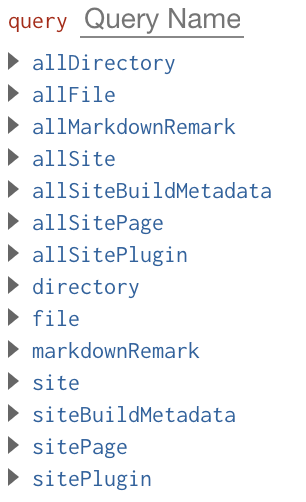 query Query Name
allDirectory
allFile
allMarkdownRemark
allSite
allSiteBuildMetadata
allSitePage
allSitePlugin
directory
file
markdownRemark
site
siteBuildMetadata
sitePage
sitePlugin